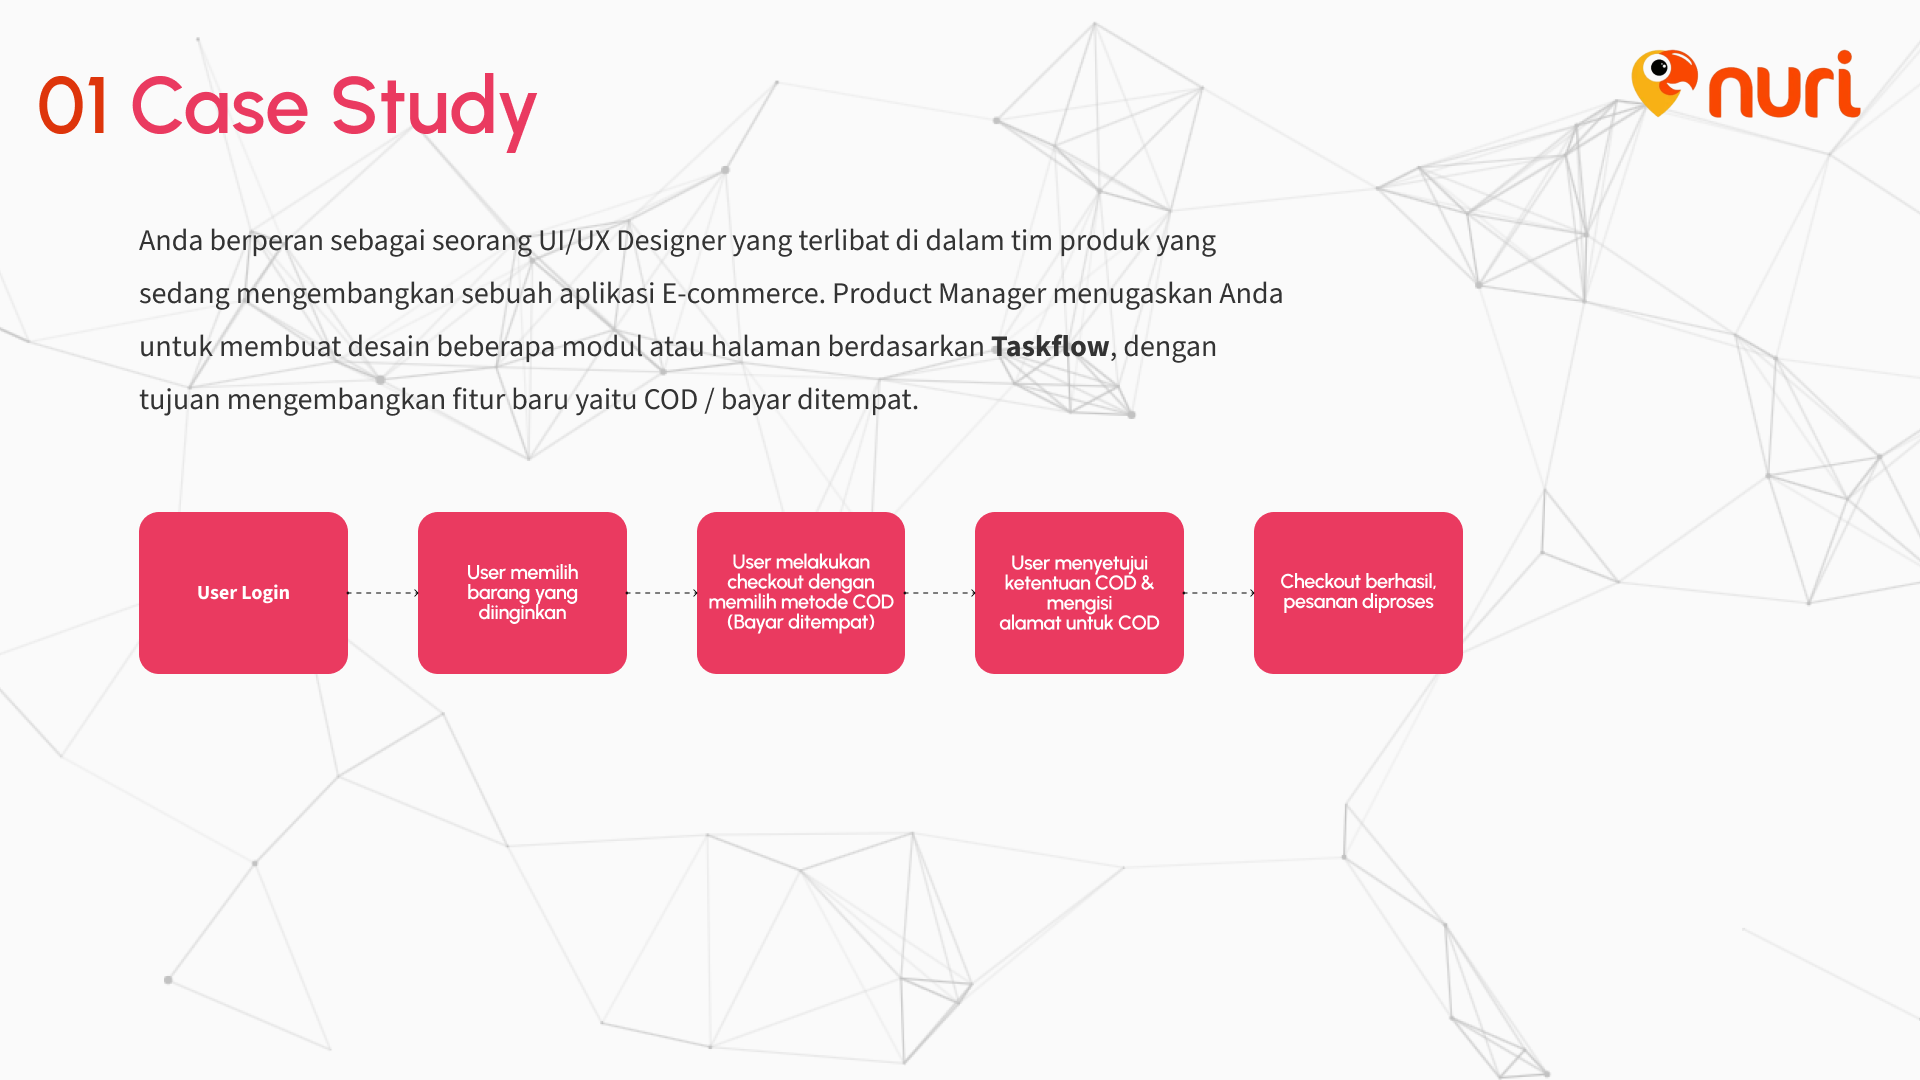 01 Case Study
nuri
Anda berperan sebagai seorang UI/UX Designer yang terlibat di dalam tim produk yang
sedang mengembangkan sebuah aplikasi E-commerce. Product Manager menugaskan Anda
untuk membuat desain beberapa modul atau halaman berdasarkan Taskflow, dengan
tujuan mengembangkan fitur baru yaitu COD / bayar ditempat.
User Login
User memilih
barang yang
diinginkan
User melakukan
checkout dengan
memilih metode COD
(Bayar ditempat)
User menyetujui
ketentuan COD &
mengisi
alamat untuk COD
Checkout berhasil,
pesanan diproses